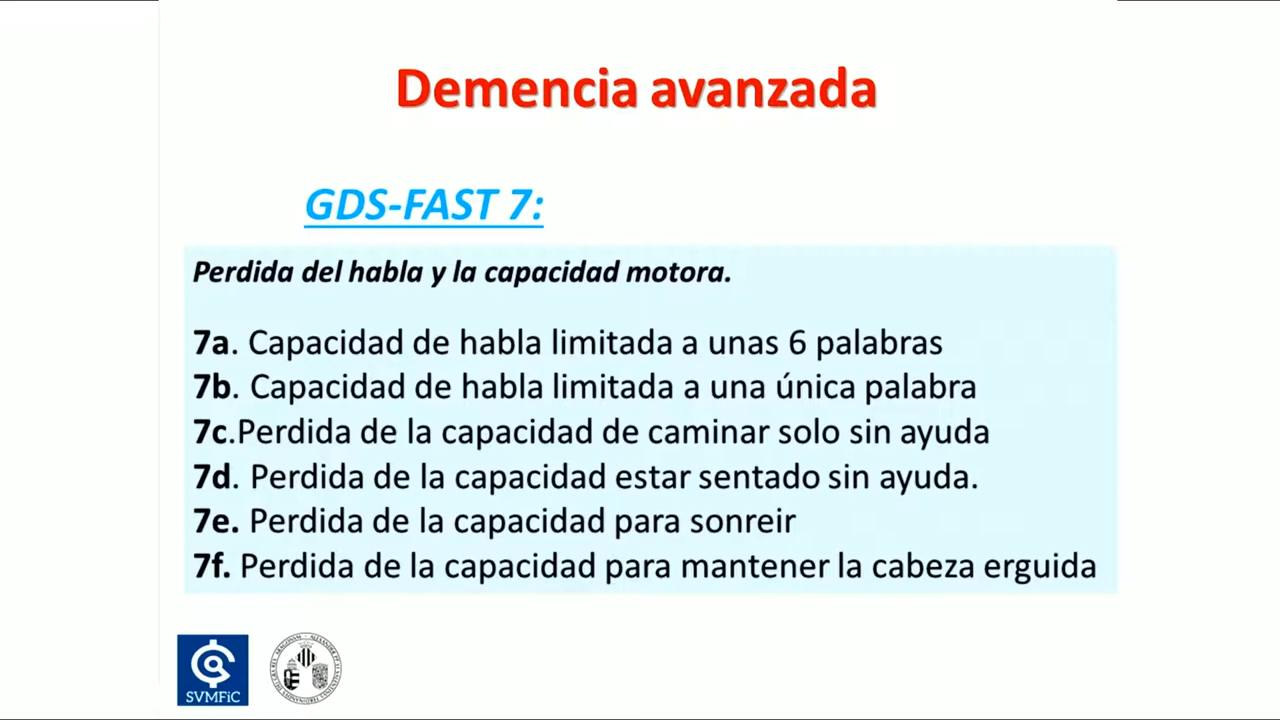 Demencia avanzada
GDS-FAST 7:
Perdida del habla y la capacidad motora.
7a. Capacidad de habla limitada a unas 6 palabras
7b. Capacidad de habla limitada a una única palabra
7c.Perdida de la capacidad de caminar solo sin ayuda
7d. Perdida de la capacidad estar sentado sin ayuda.
7e. Perdida de la capacidad para sonreir
7f. Perdida de la capacidad para mantener la cabeza erguida
SVMFiC